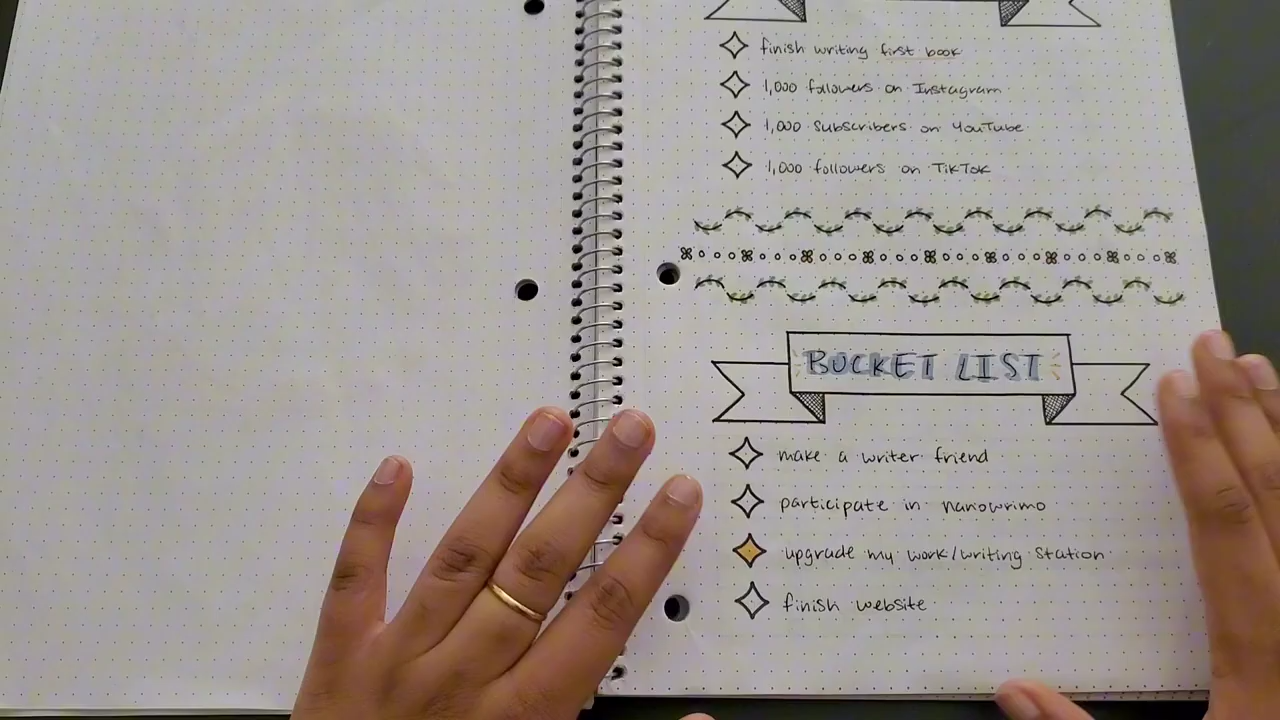 finish writing first book
1,000 followers on Instagram
1,000 subscribers on YouTube
1,000 followers on TikTok
BUCKET LIST
make a writer friend
participate in nanowrimo
upgrade my work/writing station
finish website